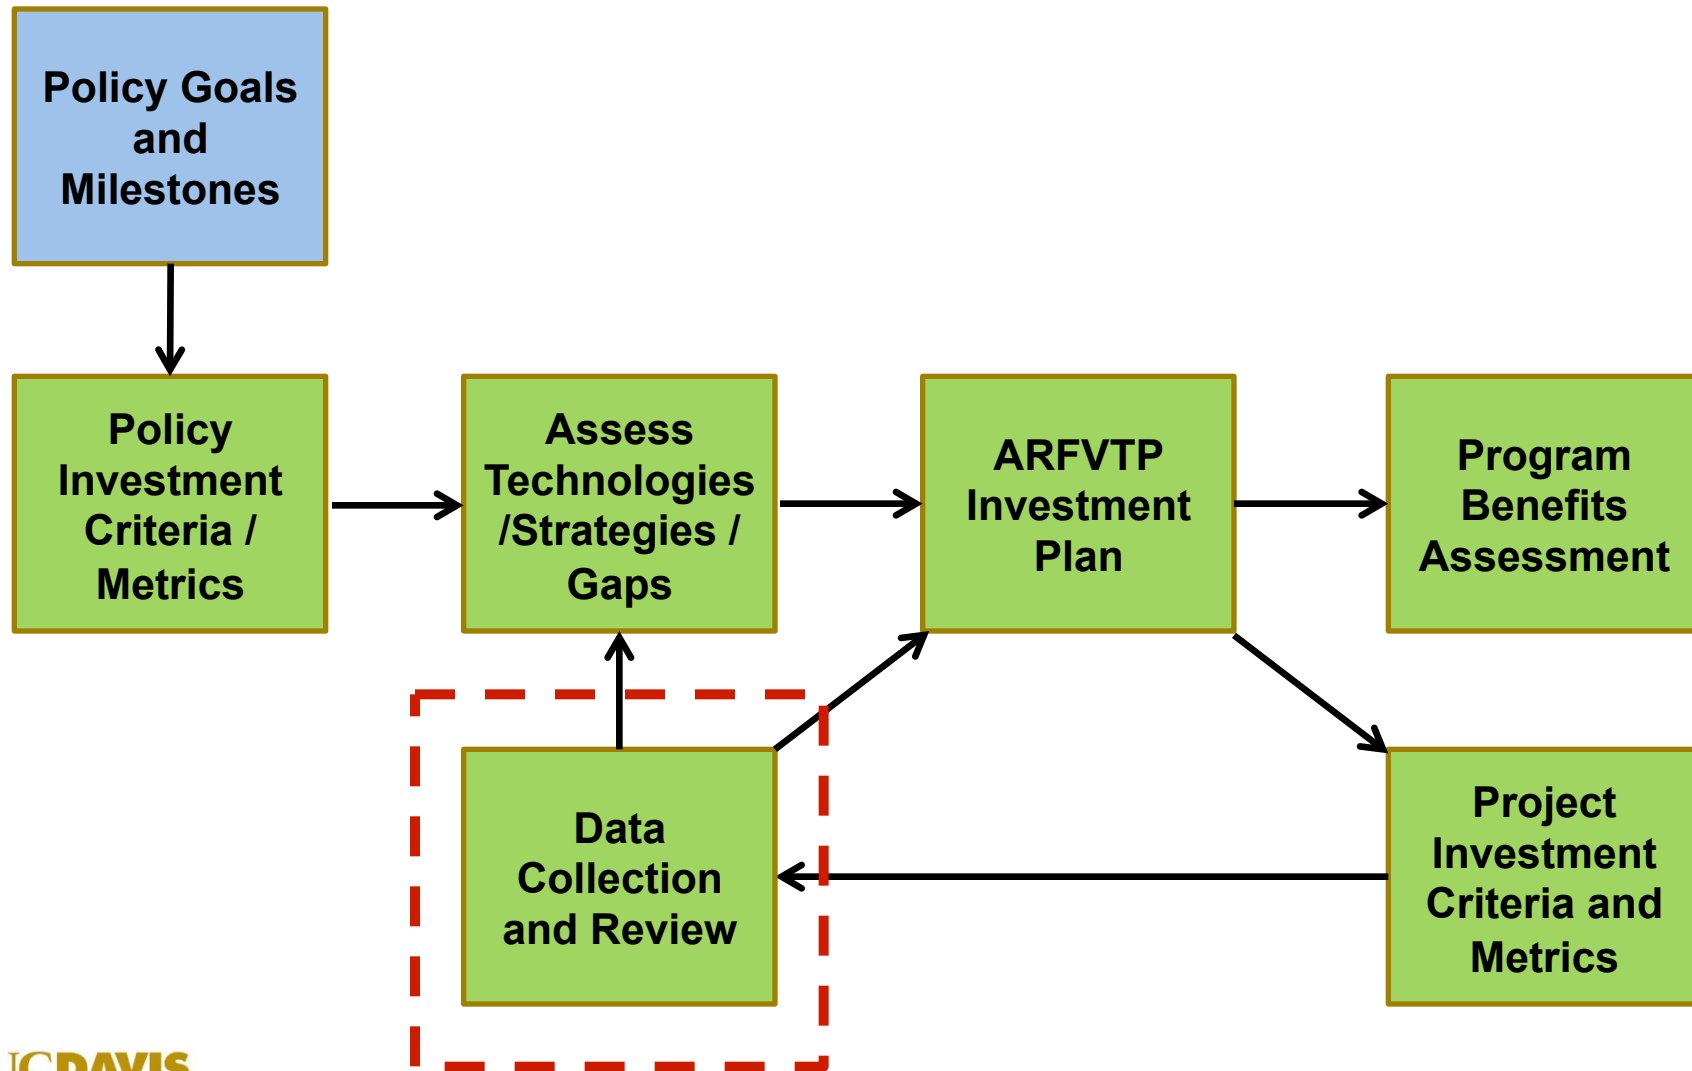 Policy Goals
and
Milestones
Policy
Investment
Criteria /
Metrics
Assess
Technologies
/Strategies /
Gaps
ARFVTP
Investment
Plan
Program
Benefits
Assessment
Data
Collection
and Review
Project
Investment
Criteria and
Metrics
UCDAVIS